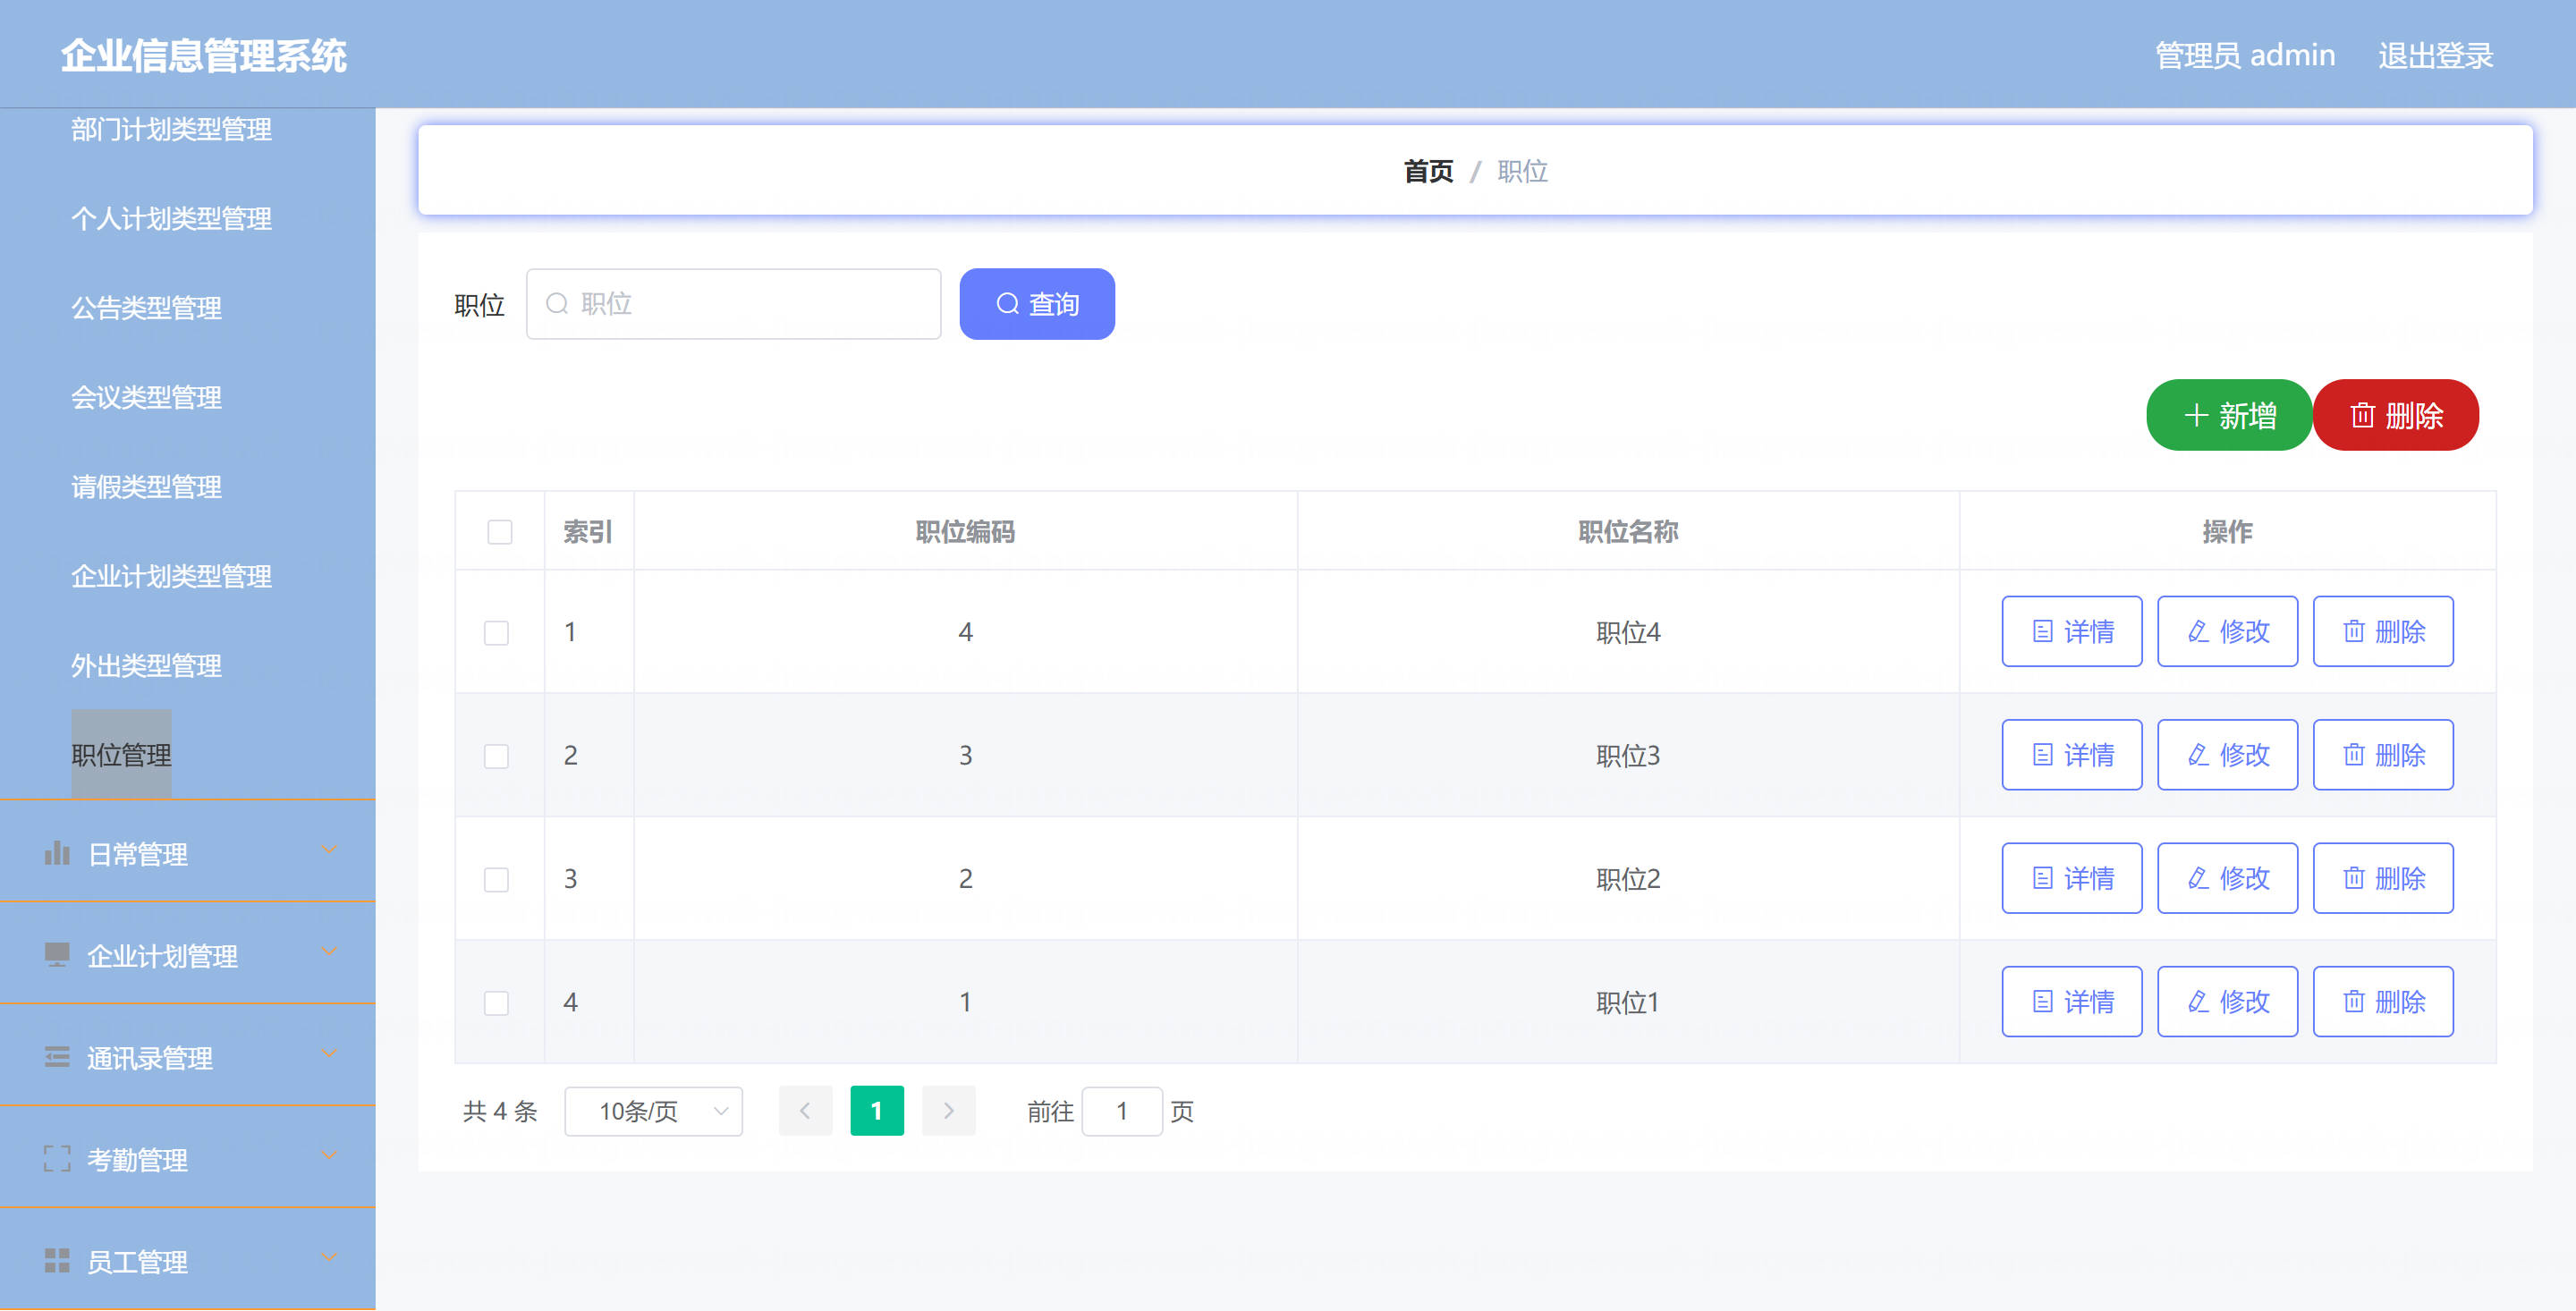 企业信息管理系统
管理员 admin 退出登录
部门计划类型管理
个人计划类型管理
公告类型管理
会议类型管理
请假类型管理
企业计划类型管理
外出类型管理
职位管理
日常管理
企业计划管理
通讯录管理
考勤管理
员工管理
首页 / 职位
职位 职位 查询
新增 删除
索引 职位编码 职位名称 操作
1 4 职位4 详情 修改 删除
2 3 职位3 详情 修改 删除
3 2 职位2 详情 修改 删除
4 1 职位1 详情 修改 删除
共 4 条 10条/页 1 前往 1 页